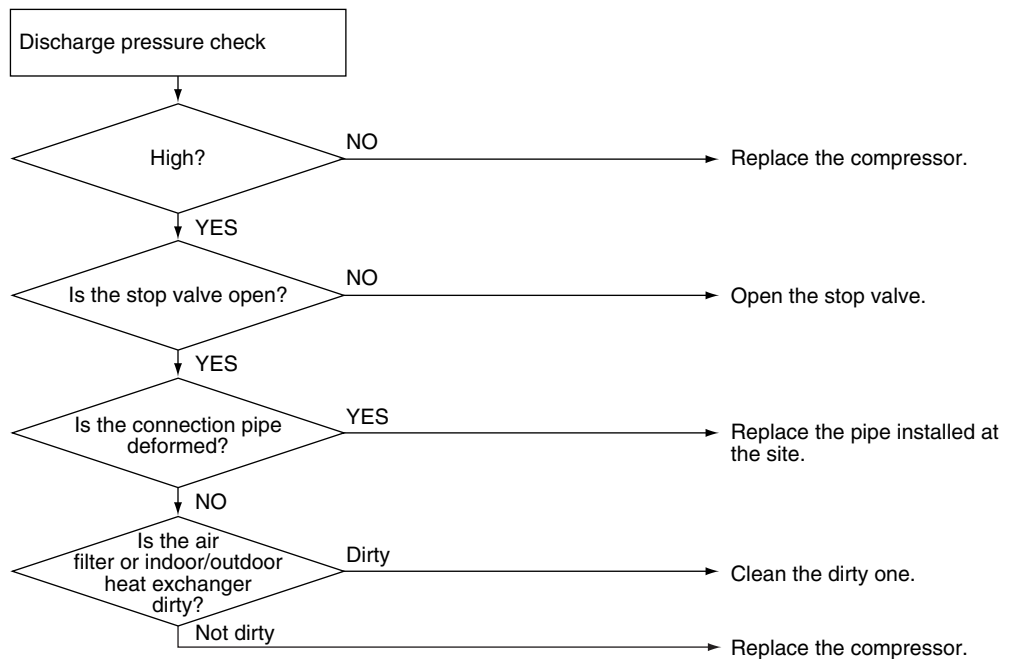 Discharge pressure check
High?
NO
Replace the compressor.
YES
Is the stop valve open?
NO
Open the stop valve.
YES
Is the connection pipe
deformed?
YES
Replace the pipe installed at
the site.
NO
Is the air
filter or indoor/outdoor
heat exchanger
dirty?
Dirty
Clean the dirty one.
Not dirty
Replace the compressor.